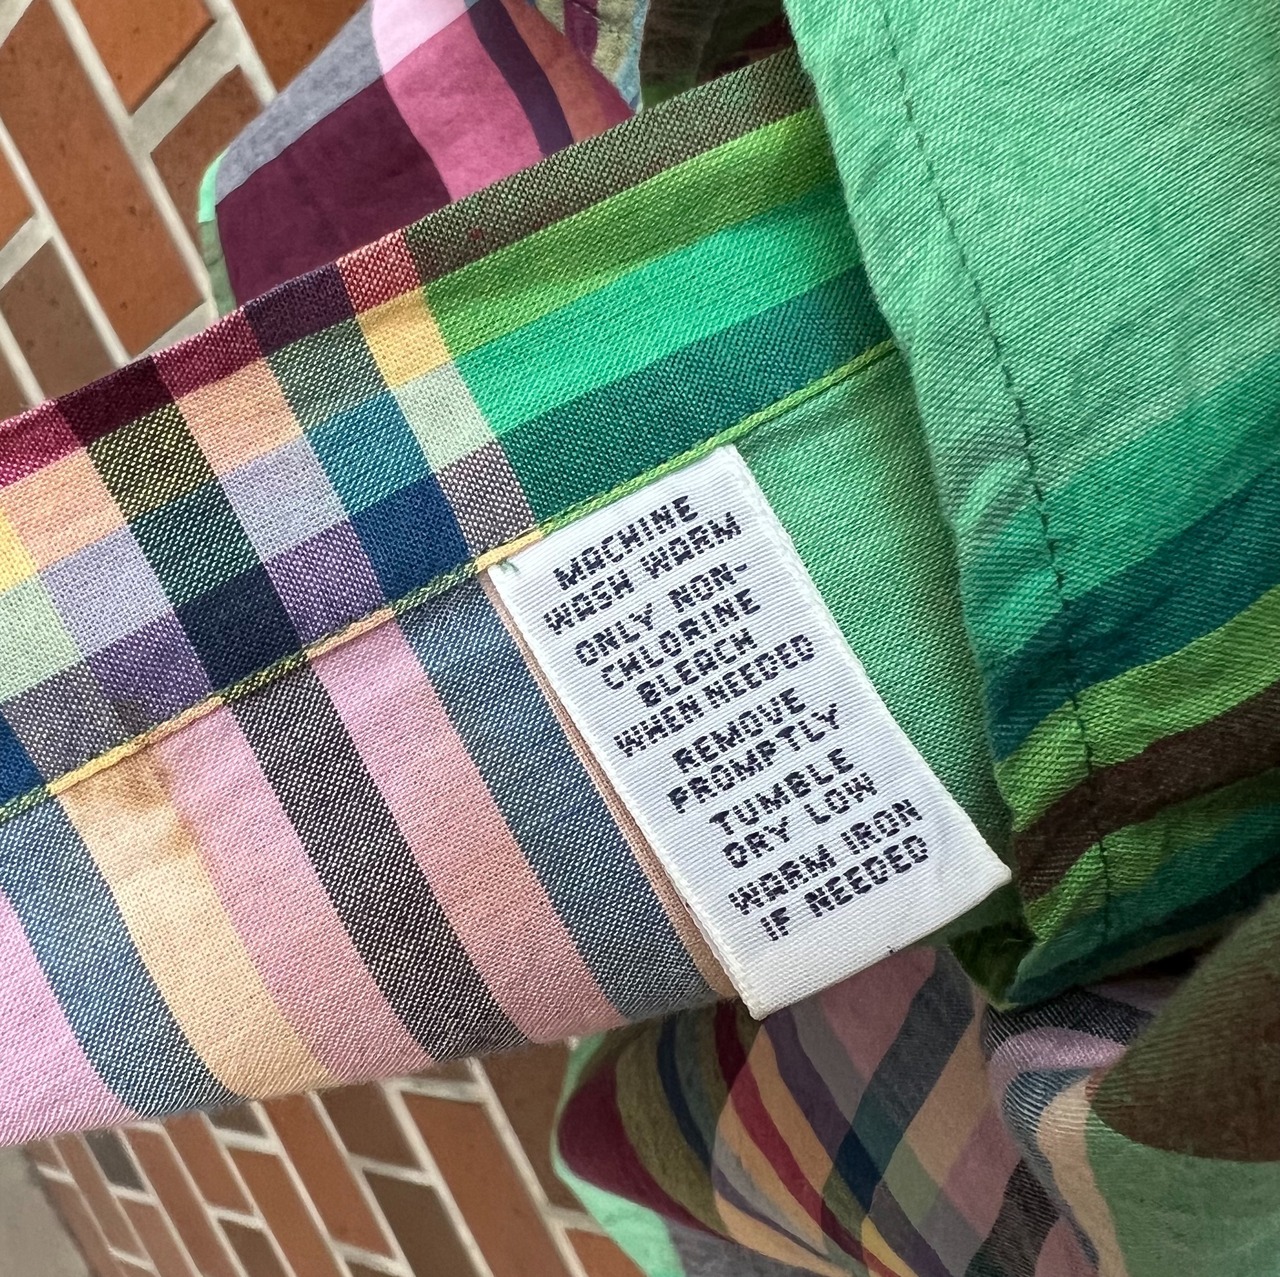 MACHINE
WASH WARM
ONLY NON-
CHLORINE
BLEACH
WHEN NEEDED
REMOVE
PROMPTLY
TUMBLE
DRY LOW
WARM IRON
IF NEEDED